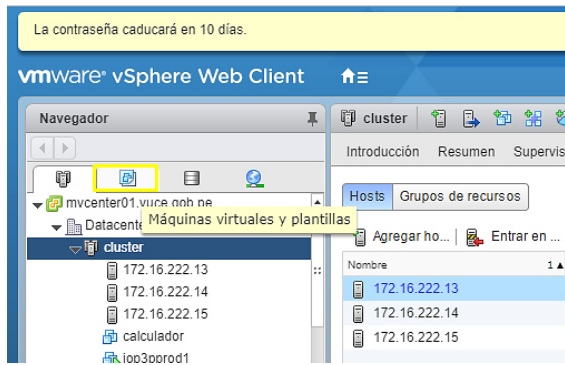 La contraseña caducará en 10 días.
vmware® vSphere Web Client
Navegador
cluster
Introducción Resumen Supervis
Hosts Grupos de recursos
mvcenter01.vuce.gob.pe
Máquinas virtuales y plantillas
Datacente
Agregar ho... Entrar en ...
cluster
Nombre 1
172.16.222.13
172.16.222.14
172.16.222.15
calculador
iop3pprod1
172.16.222.13
172.16.222.14
172.16.222.15